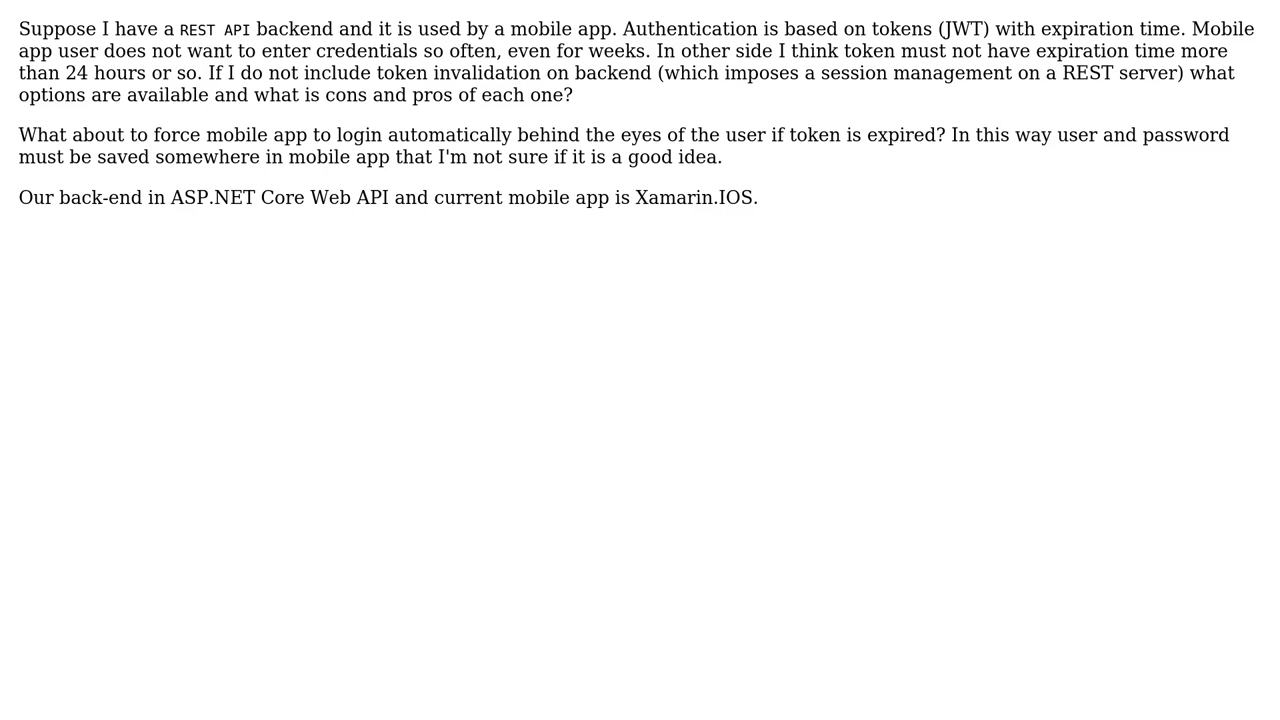 Suppose I have a REST API backend and it is used by a mobile app. Authentication is based on tokens (JWT) with expiration time. Mobile
app user does not want to enter credentials so often, even for weeks. In other side I think token must not have expiration time more
than 24 hours or so. If I do not include token invalidation on backend (which imposes a session management on a REST server) what
options are available and what is cons and pros of each one?
What about to force mobile app to login automatically behind the eyes of the user if token is expired? In this way user and password
must be saved somewhere in mobile app that I'm not sure if it is a good idea.
Our back-end in ASP.NET Core Web API and current mobile app is Xamarin.IOS.